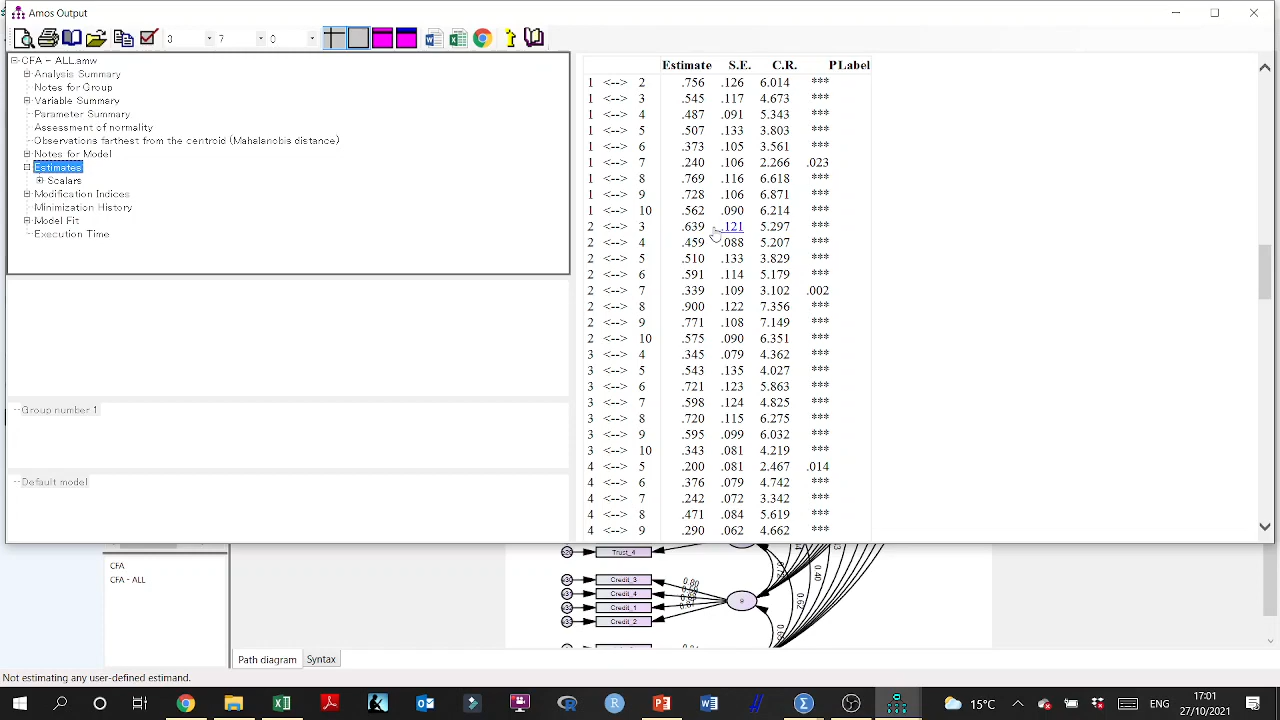 Amos Output
3 7 0
CFA - ALL.amw
Analysis Summary
Notes for Group
Variable Summary
Parameter Summary
Assessment of normality
Observations farthest from the centroid (Mahalanobis distance)
Notes for Model
Estimates
Scalars
Modification Indices
Minimization History
Model Fit
Execution Time
Group number 1
Default model
Estimate S.E. C.R. P Label
1 <--> 2 .756 .126 6.014 ***
1 <--> 3 .545 .117 4.673 ***
1 <--> 4 .487 .091 5.343 ***
1 <--> 5 .507 .133 3.803 ***
1 <--> 6 .373 .105 3.561 ***
1 <--> 7 .240 .106 2.266 .023
1 <--> 8 .769 .116 6.618 ***
1 <--> 9 .728 .106 6.871 ***
1 <--> 10 .562 .090 6.214 ***
2 <--> 3 .639 .121 5.297 ***
2 <--> 4 .459 .088 5.207 ***
2 <--> 5 .510 .133 3.829 ***
2 <--> 6 .591 .114 5.179 ***
2 <--> 7 .339 .109 3.102 .002
2 <--> 8 .900 .122 7.356 ***
2 <--> 9 .771 .108 7.149 ***
2 <--> 10 .575 .090 6.351 ***
3 <--> 4 .345 .079 4.362 ***
3 <--> 5 .543 .135 4.027 ***
3 <--> 6 .721 .123 5.863 ***
3 <--> 7 .598 .124 4.825 ***
3 <--> 8 .720 .115 6.275 ***
3 <--> 9 .595 .099 6.032 ***
3 <--> 10 .343 .081 4.219 ***
4 <--> 5 .200 .081 2.467 .014
4 <--> 6 .376 .079 4.742 ***
4 <--> 7 .242 .072 3.342 ***
4 <--> 8 .471 .084 5.619 ***
4 <--> 9 .290 .062 4.662 ***
CFA
CFA - ALL
Trust_4
Credit_3
Credit_4
Credit_1
Credit_2
8
0.40
0.62
Path diagram Syntax
Not estimating any user-defined estimand.
15°C ENG 17:01
27/10/2021